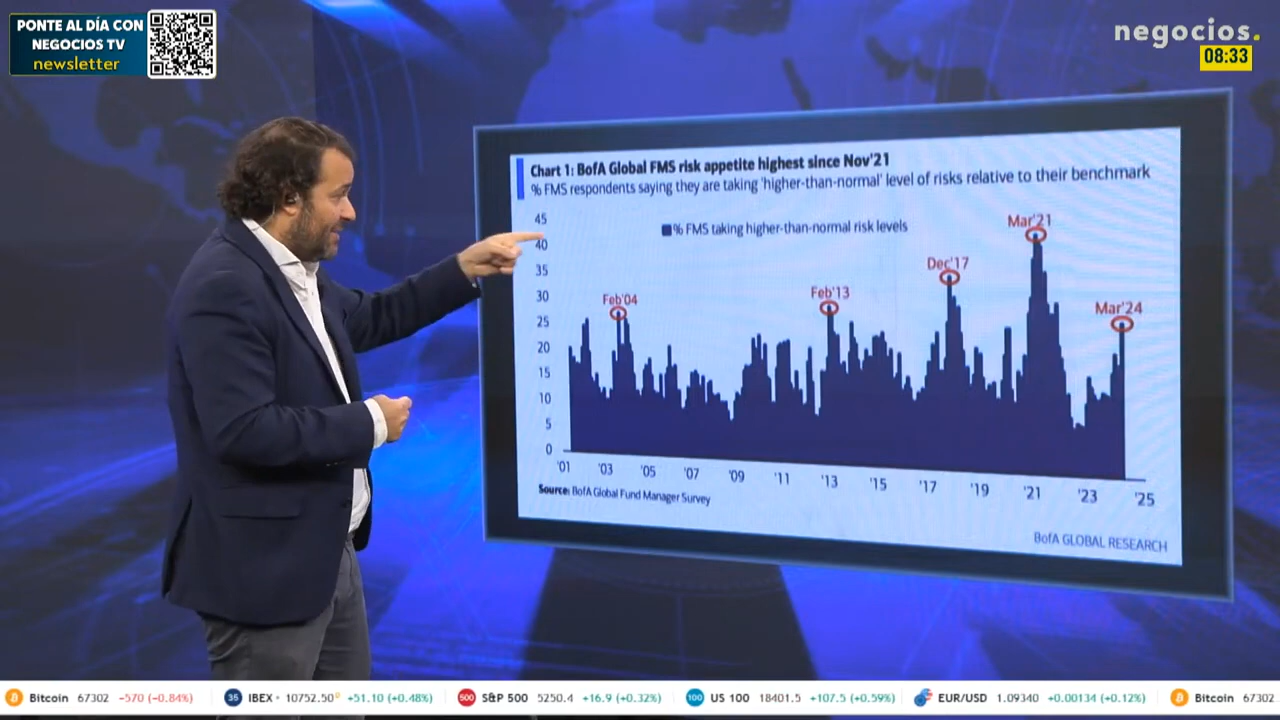 PONTE AL DÍA CON
NEGOCIOS TV
newsletter
negocios.
08:33
Chart 1: BofA Global FMS risk appetite highest since Nov'21
% FMS respondents saying they are taking 'higher-than-normal' level of risks relative to their benchmark
% FMS taking higher-than-normal risk levels
45
40
35
30
25
20
15
10
5
0
Feb'04
Feb'13
Dec'17
Mar'21
Mar'24
'01 '03 '05 '07 '09 '11 '13 '15 '17 '19 '21 '23 '25
Source: BofA Global Fund Manager Survey
BofA GLOBAL RESEARCH
Bitcoin 67302 -570 (-0.84%) 35 IBEX 10752.50 +51.10 (+0.48%) 500 S&P 500 5250.4 +16.9 (+0.32%) 100 US 100 18401.5 +107.5 (+0.59%) EUR/USD 1.09340 +0.00134 (+0.12%) Bitcoin 67302